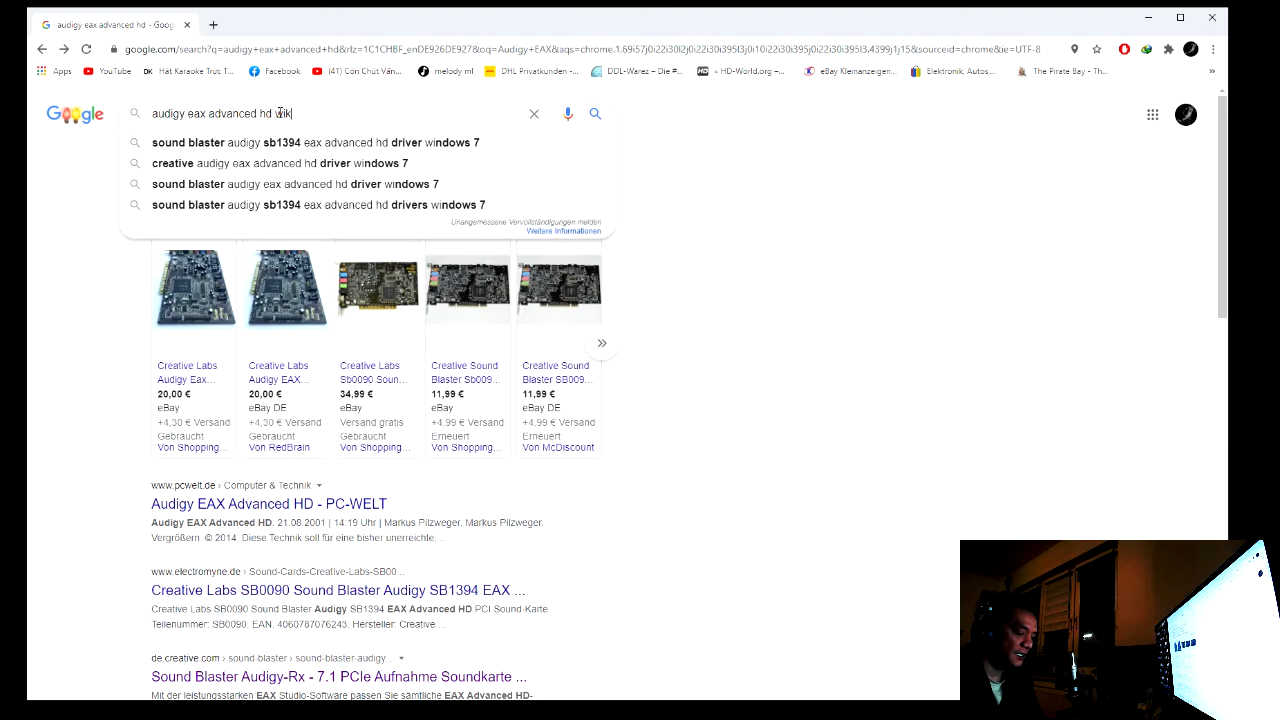 audigy eax advanced hd - Goog
google.com/search?q=audigy+eax+advanced+hd&rlz=1C1CHBF_enDE926DE927&oq=Audigy+EAX&aqs=chrome.1.69i57j0i22i30l2j0i22i30i395l3j0i10i22i30i395j0i22i30i395l3.4399j1j15&sourceid=chrome&ie=UTF-8
Apps YouTube DK Hát Karaoke Trực T... Facebook (41) Còn Chút Vấn... melody ml DHL Privatkunden -... DDL-Warez – Die #... HD » HD-World.org –... eBay Kleinanzeigen... Elektronik, Autos... The Pirate Bay - Th... »
Google audigy eax advanced hd wik
sound blaster audigy sb1394 eax advanced hd driver windows 7
creative audigy eax advanced hd driver windows 7
sound blaster audigy eax advanced hd driver windows 7
sound blaster audigy sb1394 eax advanced hd drivers windows 7
Unangemessene Vervollständigungen melden
Weitere Informationen
Creative Labs Creative Labs Creative Labs Creative Sound Creative Sound
Audigy Eax... Audigy EAX... Sb0090 Soun... Blaster Sb009... Blaster SB009...
20,00 € 20,00 € 34,99 € 11,99 € 11,99 €
eBay eBay DE eBay eBay eBay DE
+4,30 € Versand +4,30 € Versand Versand gratis +4,99 € Versand +4,99 € Versand
Gebraucht Gebraucht Gebraucht Erneuert Erneuert
Von Shopping... Von RedBrain Von Shopping... Von Shopping... Von McDiscount
www.pcwelt.de › Computer & Technik
Audigy EAX Advanced HD - PC-WELT
Audigy EAX Advanced HD. 21.08.2001 | 14:19 Uhr | Markus Pilzweger. Markus Pilzweger.
Vergrößern. © 2014. Diese Technik soll für eine bisher unerreichte, ...
www.electromyne.de › Sound-Cards-Creative-Labs-SB00...
Creative Labs SB0090 Sound Blaster Audigy SB1394 EAX ...
Creative Labs SB0090 Sound Blaster Audigy SB1394 EAX Advanced HD PCI Sound-Karte
Teilenummer: SB0090. EAN, 4060787076243. Hersteller: Creative ...
de.creative.com › sound-blaster › sound-blaster-audigy...
Sound Blaster Audigy-Rx - 7.1 PCIe Aufnahme Soundkarte ...
Mit der leistungsstarken EAX Studio-Software passen Sie sämtliche EAX Advanced HD-